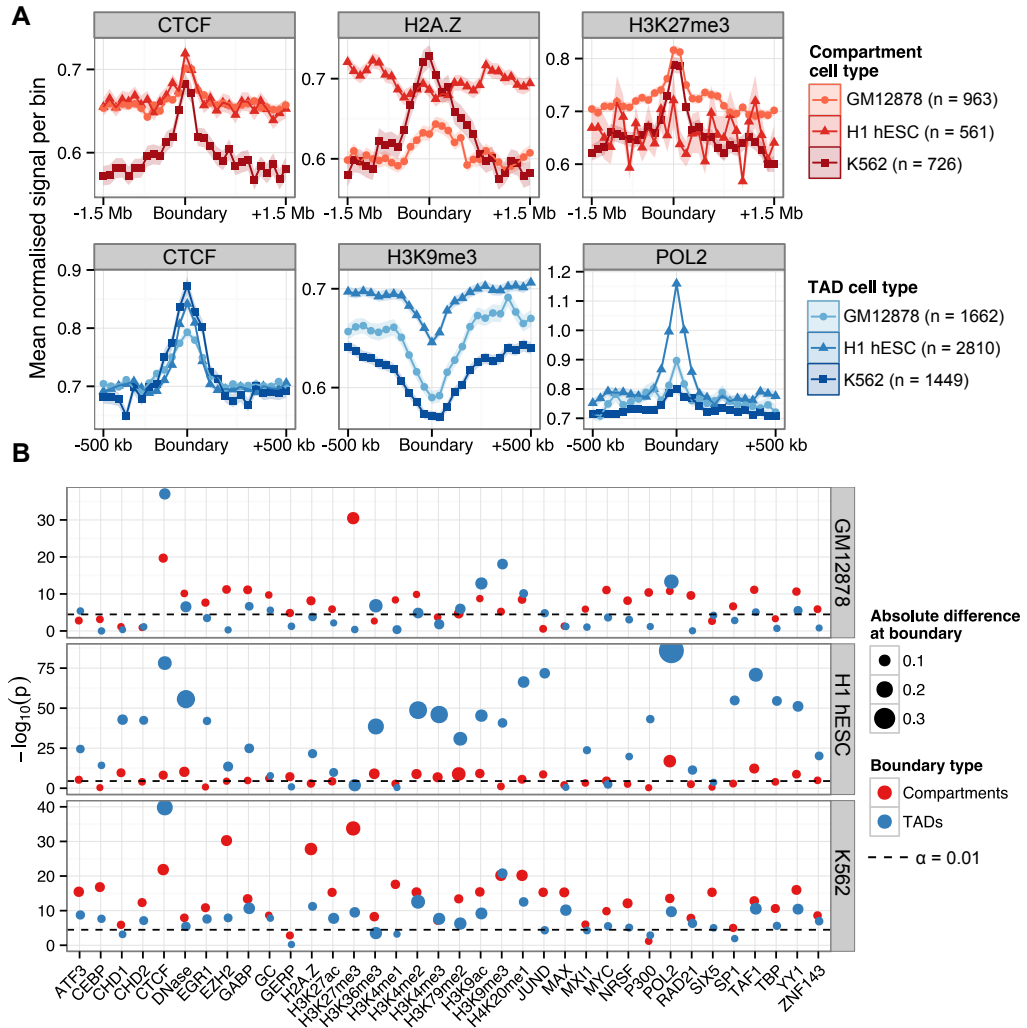 A
CTCF
H2A.Z
H3K27me3
Mean normalised signal per bin
0.7
0.6
0.7
0.6
0.8
0.7
0.6
-1.5 Mb Boundary +1.5 Mb
-1.5 Mb Boundary +1.5 Mb
-1.5 Mb Boundary +1.5 Mb
Compartment
cell type
GM12878 (n = 963)
H1 hESC (n = 561)
K562 (n = 726)
CTCF
H3K9me3
POL2
0.9
0.8
0.7
0.7
0.6
1.2
1.1
1.0
0.9
0.8
0.7
-500 kb Boundary +500 kb
-500 kb Boundary +500 kb
-500 kb Boundary +500 kb
TAD cell type
GM12878 (n = 1662)
H1 hESC (n = 2810)
K562 (n = 1449)
B
−log10(p)
30
20
10
0
GM12878
75
50
25
0
H1 hESC
40
30
20
10
0
K562
ATF3
CEBP
CHD1
CHD2
CTCF
DNase
EGR1
EZH2
GABP
GC
GERP
H2A.Z
H3K27ac
H3K27me3
H3K36me3
H3K4me1
H3K4me2
H3K4me3
H3K79me2
H3K9ac
H3K9me3
H4K20me1
JUND
MAX
MXI1
MYC
NRSF
P300
POL2
RAD21
SIX5
SP1
TAF1
TBP
YY1
ZNF143
Absolute difference
at boundary
0.1
0.2
0.3
Boundary type
Compartments
TADs
α = 0.01